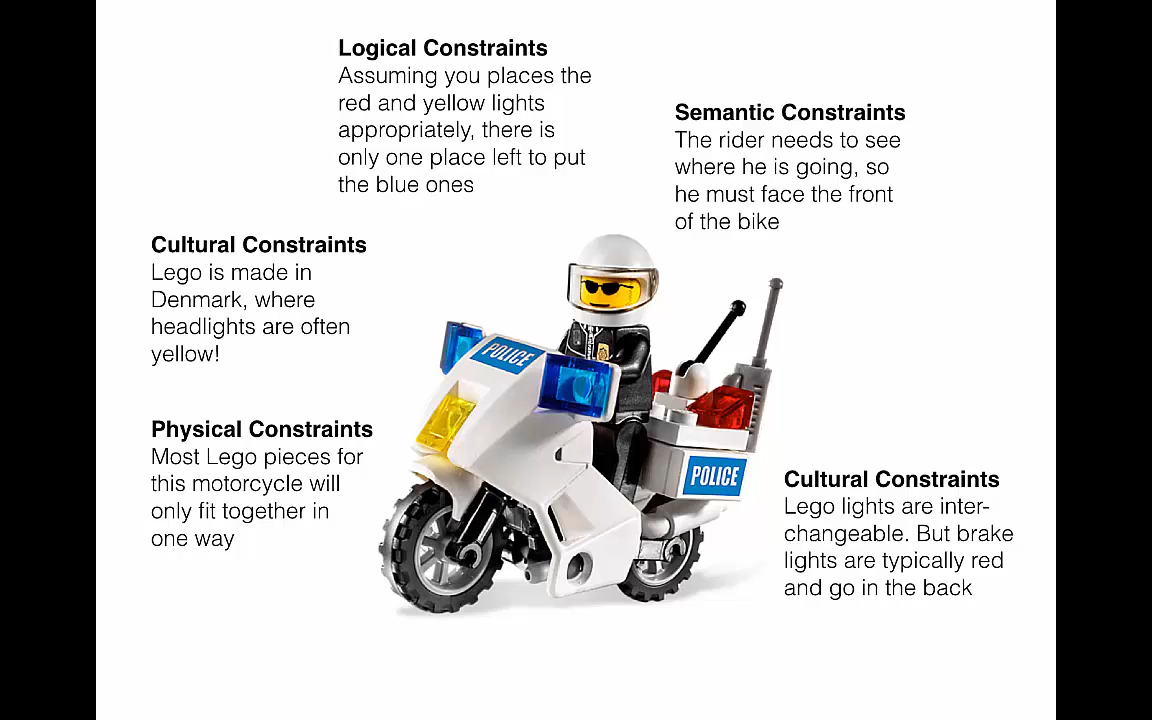 Logical Constraints
Assuming you places the
red and yellow lights
appropriately, there is
only one place left to put
the blue ones
Semantic Constraints
The rider needs to see
where he is going, so
he must face the front
of the bike
Cultural Constraints
Lego is made in
Denmark, where
headlights are often
yellow!
Physical Constraints
Most Lego pieces for
this motorcycle will
only fit together in
one way
POLICE
POLICE
Cultural Constraints
Lego lights are inter-
changeable. But brake
lights are typically red
and go in the back